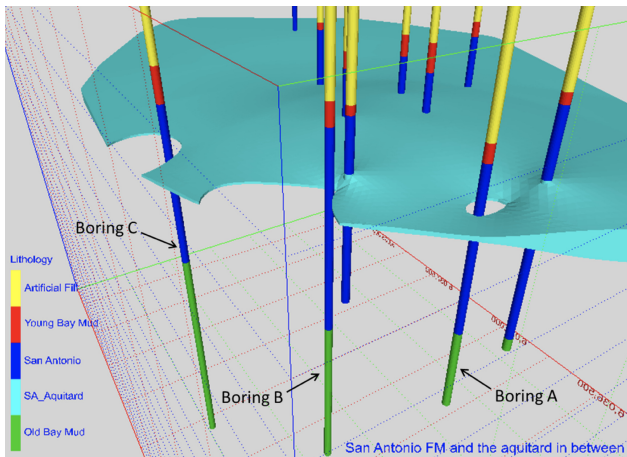 Boring C
Lithology
Artificial Fill
Young Bay Mud
San Antonio
SA_Aquitard
Old Bay Mud
Boring B
Boring A
San Antonio FM and the aquitard in between